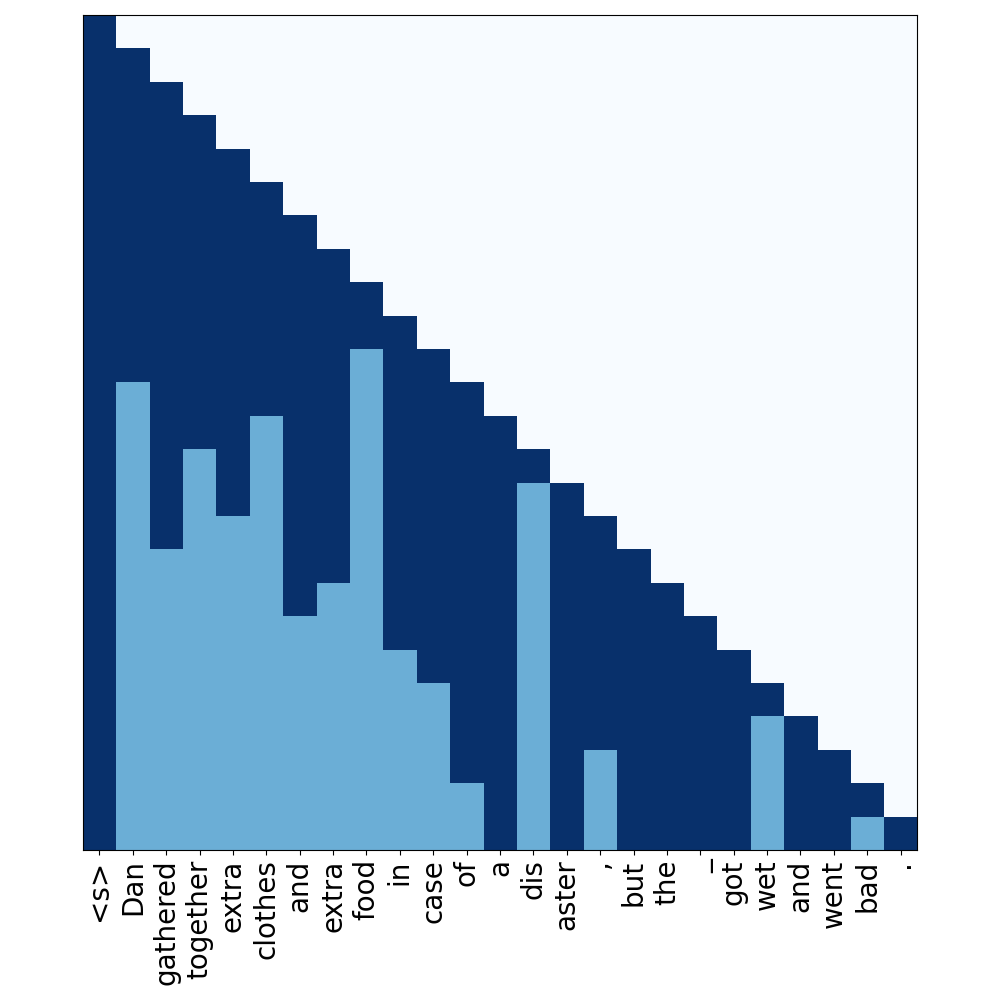 <s> Dan gathered together extra clothes and extra food in case of a dis aster , but the _ got wet and went bad .